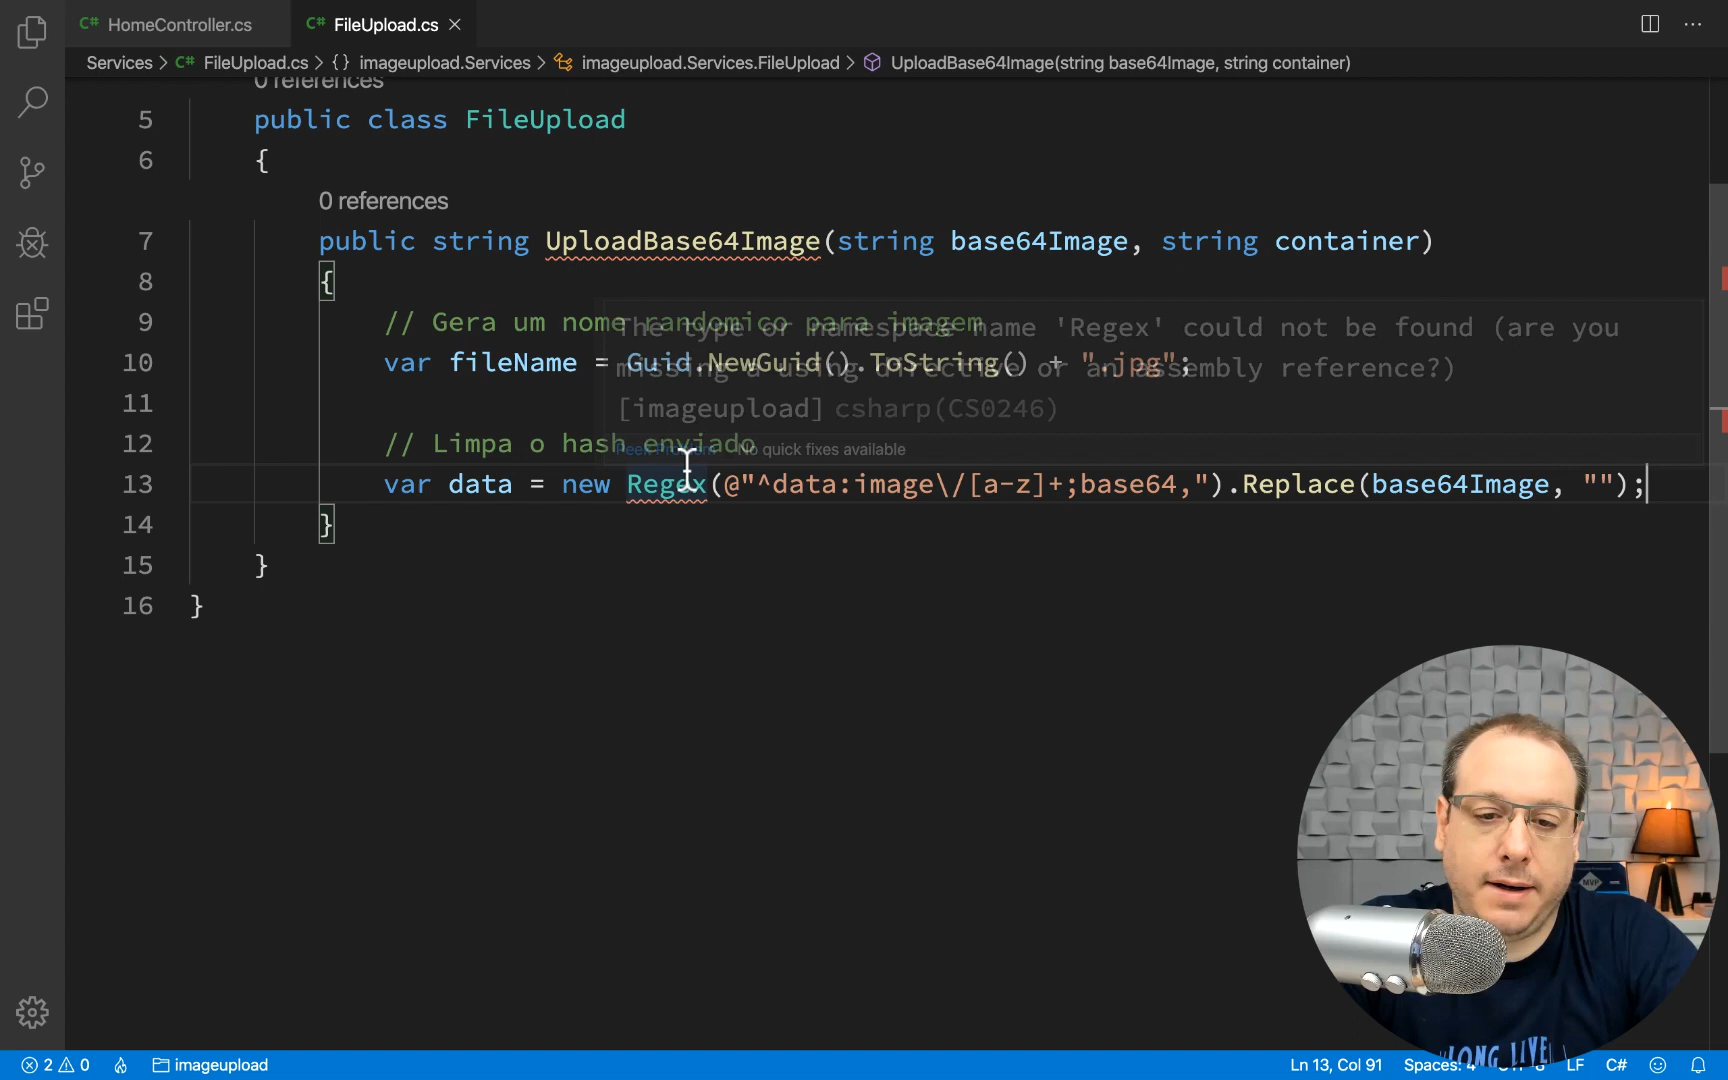 HomeController.cs
FileUpload.cs
Services > FileUpload.cs > {} imageupload.Services > imageupload.Services.FileUpload > UploadBase64Image(string base64Image, string container)
0 references
5 public class FileUpload
6 {
0 references
7 public string UploadBase64Image(string base64Image, string container)
8 {
9 // Gera um nome randomico para imagem
The type or namespace name 'Regex' could not be found (are you
10 var fileName = Guid.NewGuid().ToString() + ".jpg";
missing a using directive or an assembly reference?)
11
[imageupload] csharp(CS0246)
12 // Limpa o hash enviado
Peek Problem No quick fixes available
13 var data = new Regex(@"^data:image\/[a-z]+;base64,").Replace(base64Image, "");
14 }
15 }
16 }
MVP
LONG LIVE
2 0 imageupload Ln 13, Col 91 Spaces: 4 LF C#